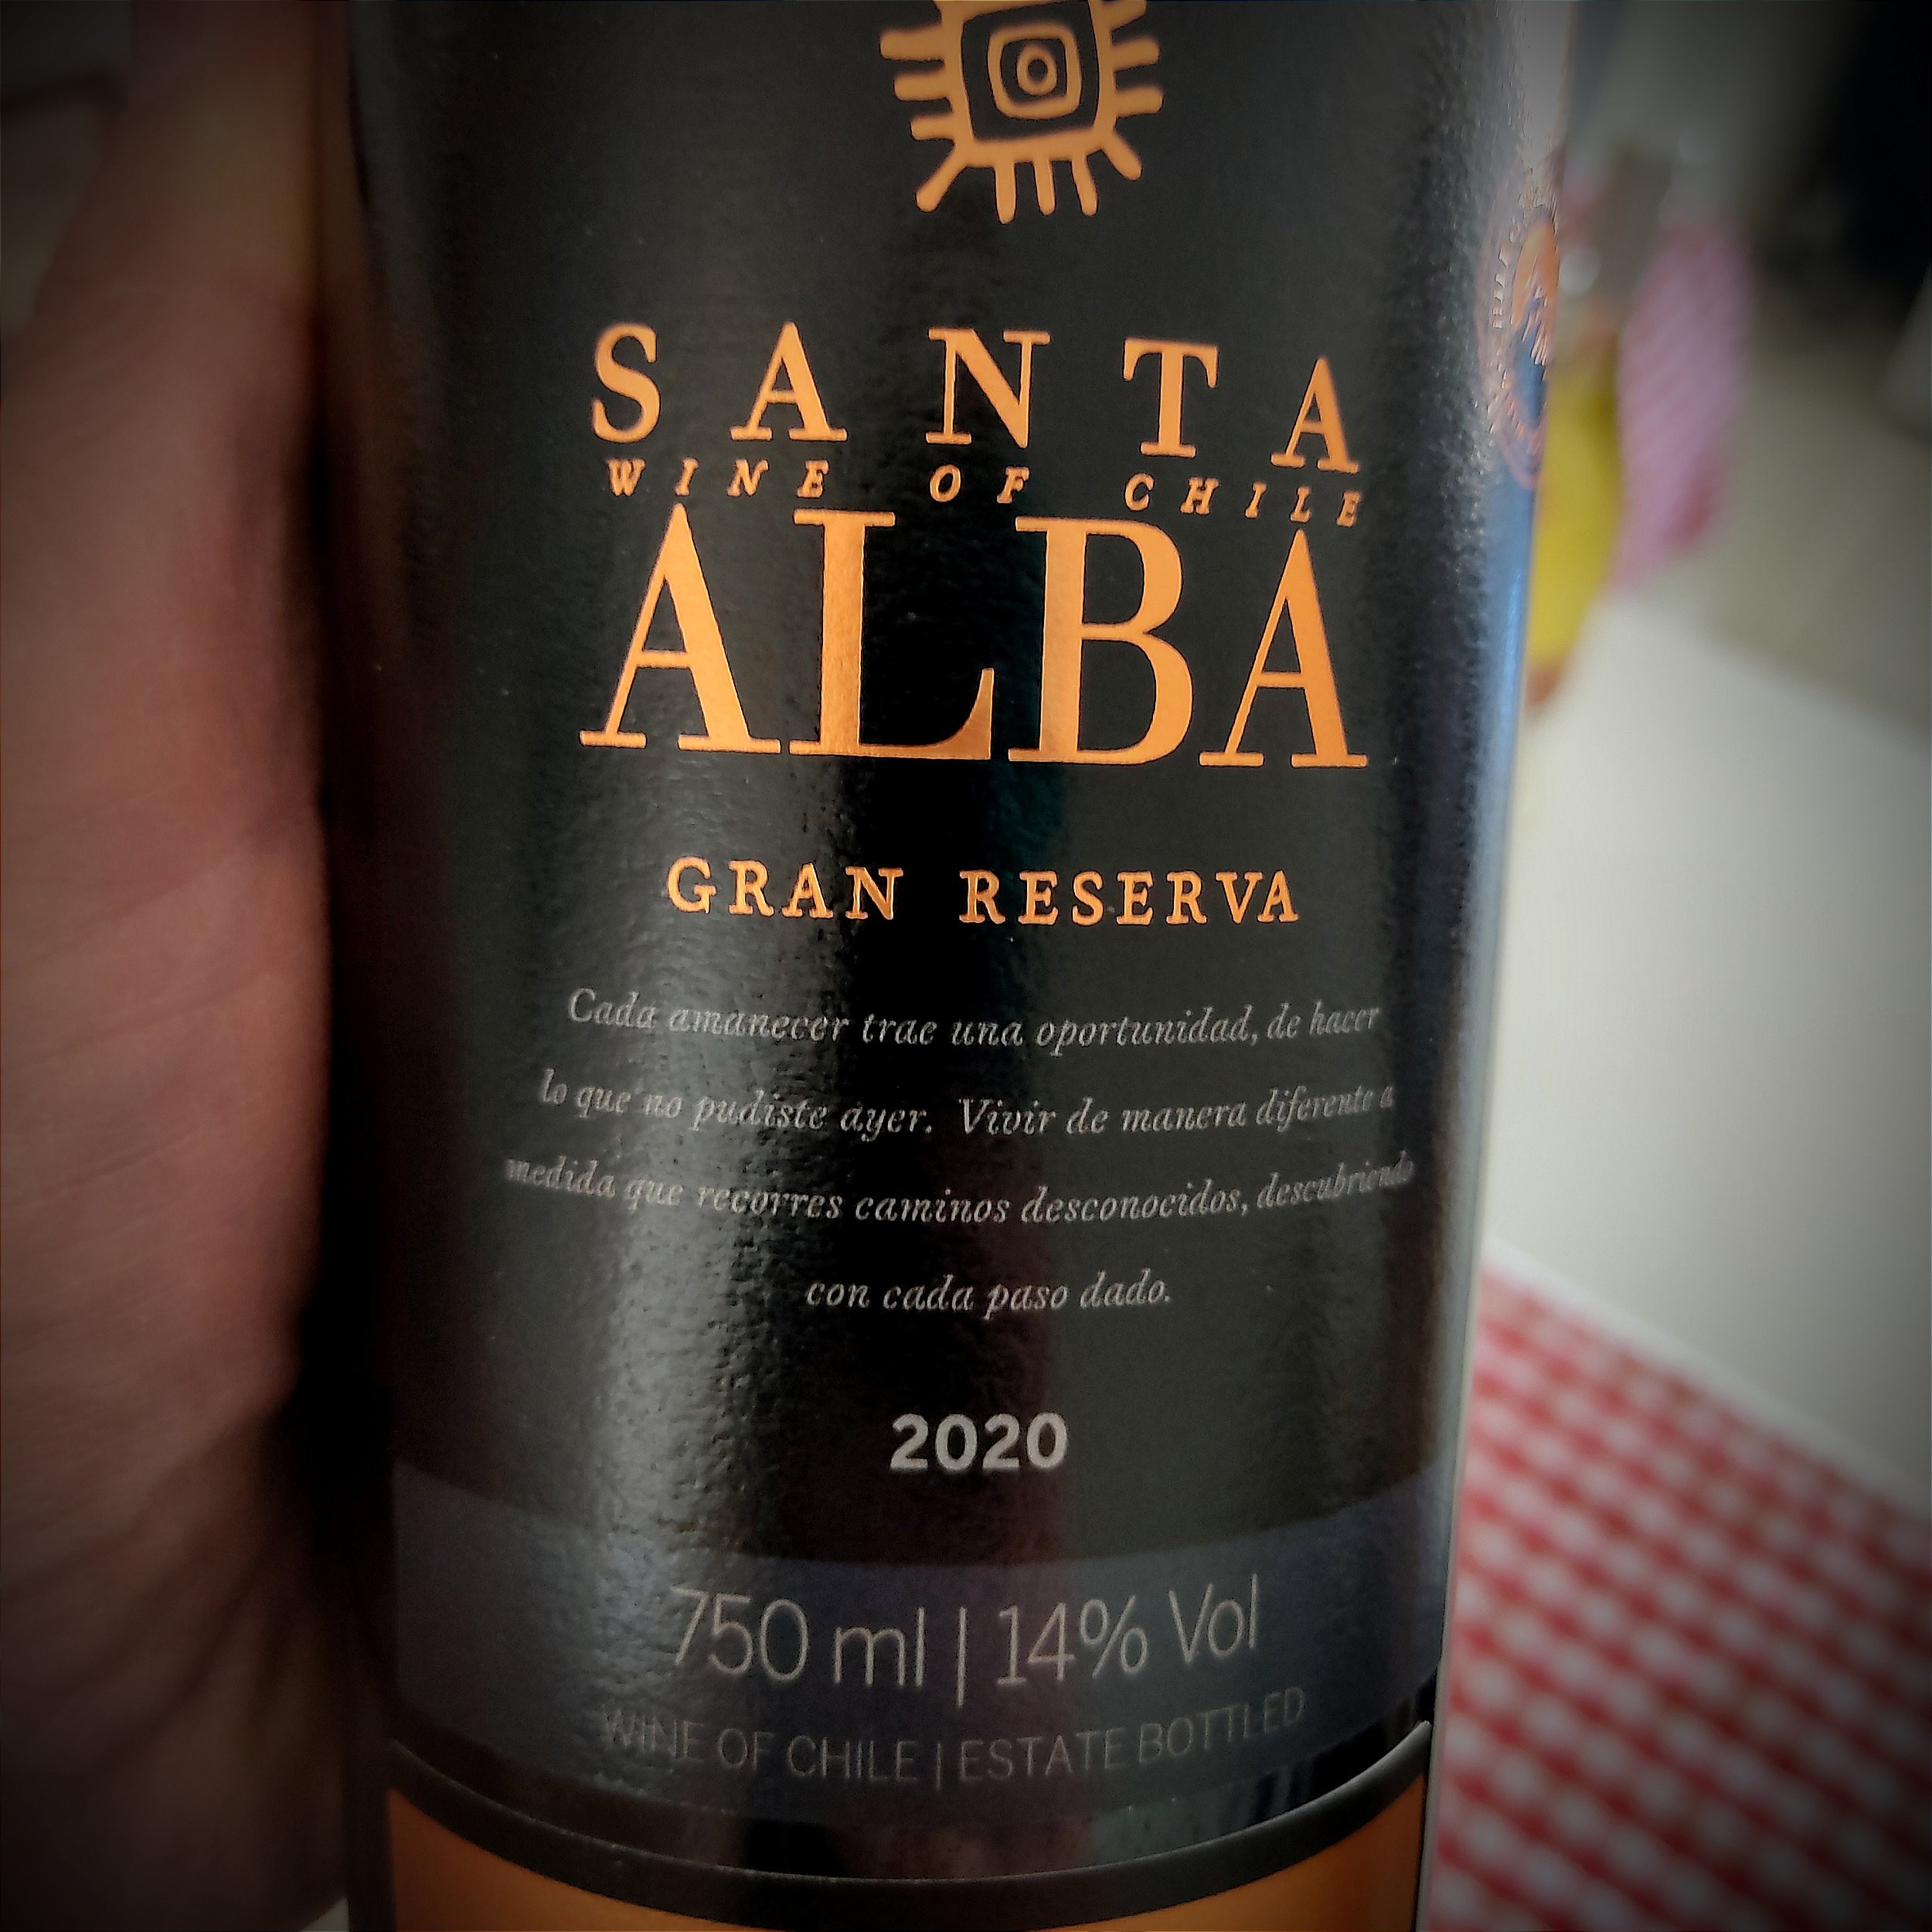 SANTA
WINE OF CHILE
ALBA
GRAN RESERVA
Cada amanecer trae una oportunidad, de hacer
lo que no pudiste ayer. Vivir de manera diferente a
medida que recorres caminos desconocidos, descubriendo
con cada paso dado.
2020
750 ml | 14% Vol
WINE OF CHILE | ESTATE BOTTLED